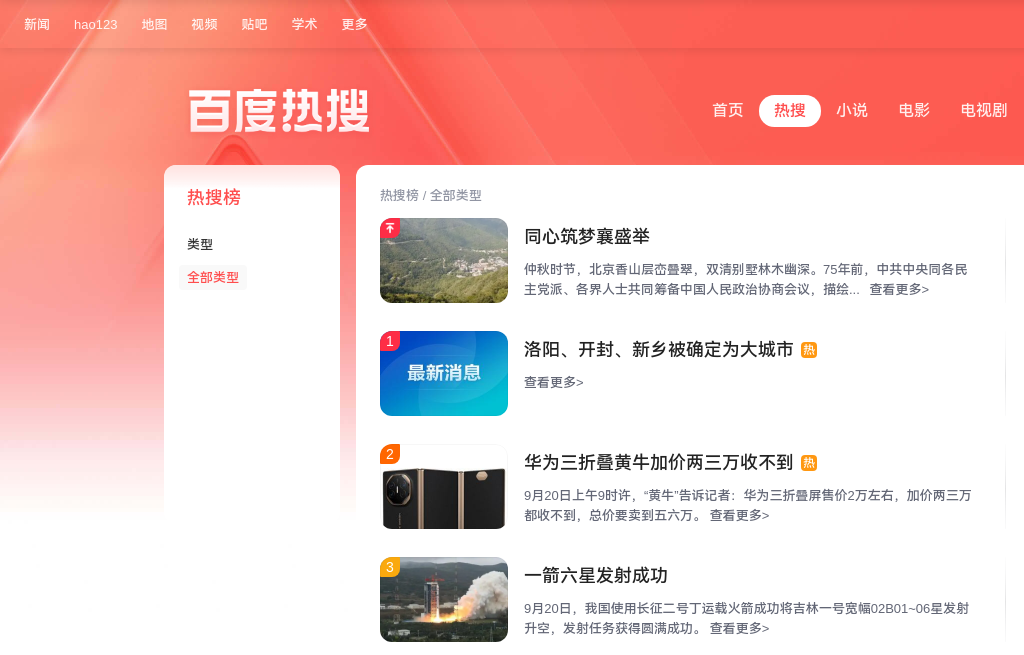 新闻 hao123 地图 视频 贴吧 学术 更多
百度热搜
首页 热搜 小说 电影 电视剧
热搜榜
类型
全部类型
热搜榜 / 全部类型
同心筑梦襄盛举
仲秋时节，北京香山层峦叠翠，双清别墅林木幽深。75年前，中共中央同各民
主党派、各界人士共同筹备中国人民政治协商会议，描绘... 查看更多>
1
最新消息
洛阳、开封、新乡被确定为大城市 热
查看更多>
2
华为三折叠黄牛加价两三万收不到 热
9月20日上午9时许，“黄牛”告诉记者：华为三折叠屏售价2万左右，加价两三万
都收不到，总价要卖到五六万。 查看更多>
3
一箭六星发射成功
9月20日，我国使用长征二号丁运载火箭成功将吉林一号宽幅02B01~06星发射
升空，发射任务获得圆满成功。 查看更多>